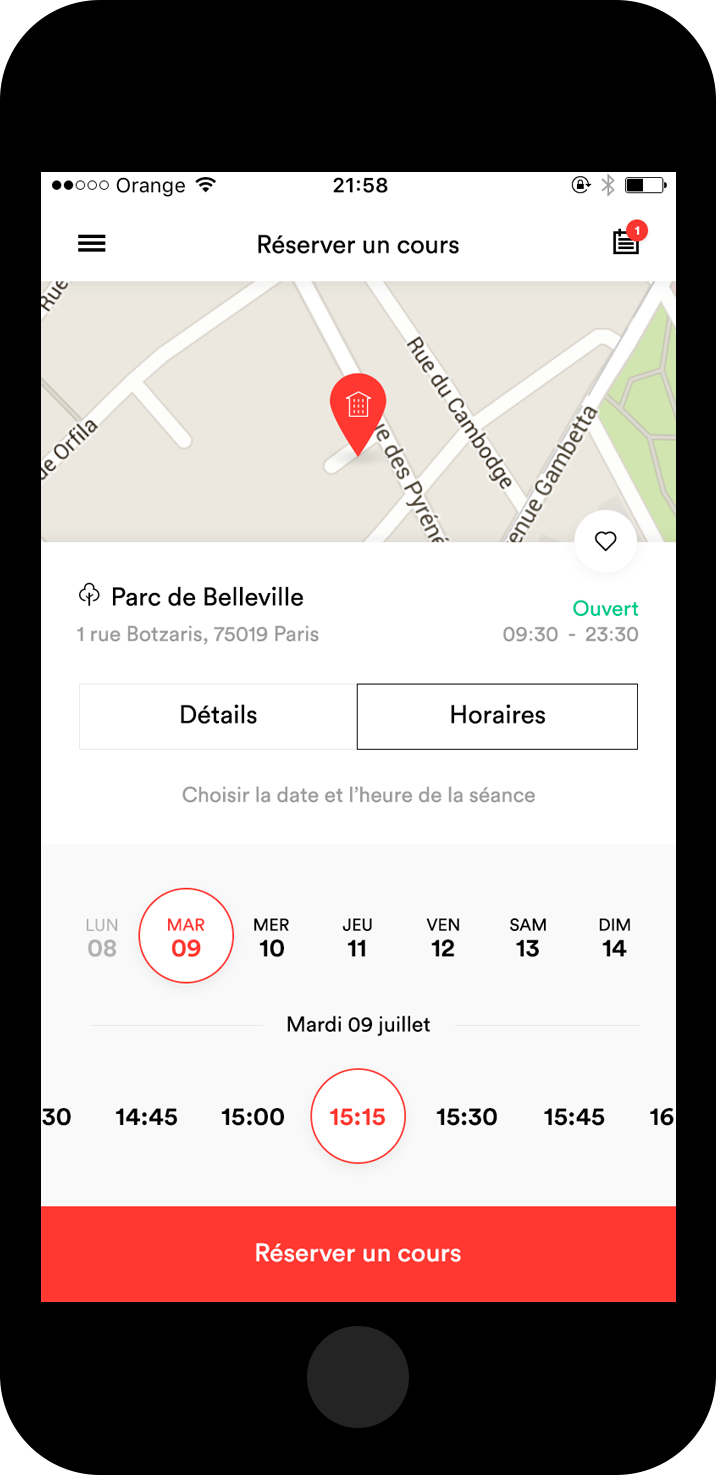 Orange
21:58
Réserver un cours
1
Rue
Rue du Cambodge
de Orfila
des Pyréné
enue Gambetta
Parc de Belleville
Ouvert
1 rue Botzaris, 75019 Paris
09:30 - 23:30
Détails
Horaires
Choisir la date et l’heure de la séance
LUN MAR MER JEU VEN SAM DIM
08 09 10 11 12 13 14
Mardi 09 juillet
30 14:45 15:00 15:15 15:30 15:45 16
Réserver un cours